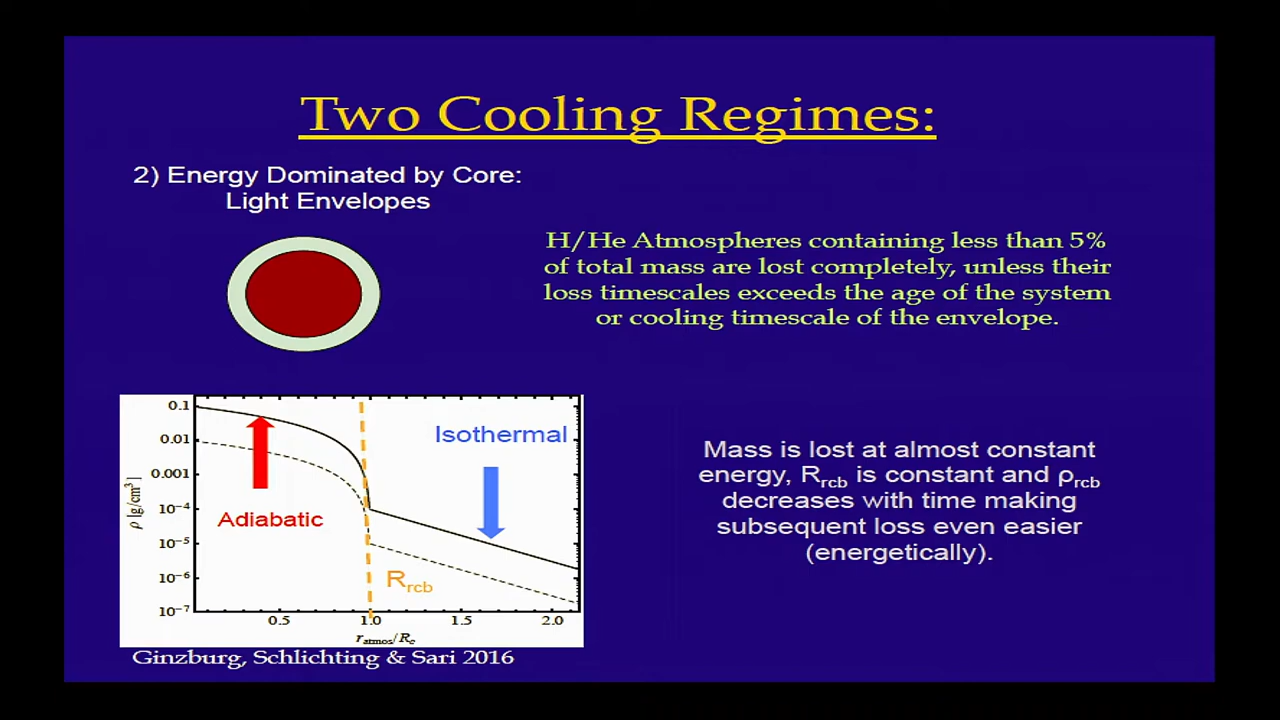 Two Cooling Regimes:
2) Energy Dominated by Core:
Light Envelopes
H/He Atmospheres containing less than 5%
of total mass are lost completely, unless their
loss timescales exceeds the age of the system
or cooling timescale of the envelope.
0.1
0.01
0.001
10⁻⁴
10⁻⁵
10⁻⁶
10⁻⁷
ρ [g/cm³]
Isothermal
Adiabatic
R_rcb
0.5
1.0
1.5
2.0
r_atmos/R_c
Mass is lost at almost constant
energy, R_rcb is constant and ρ_rcb
decreases with time making
subsequent loss even easier
(energetically).
Ginzburg, Schlichting & Sari 2016